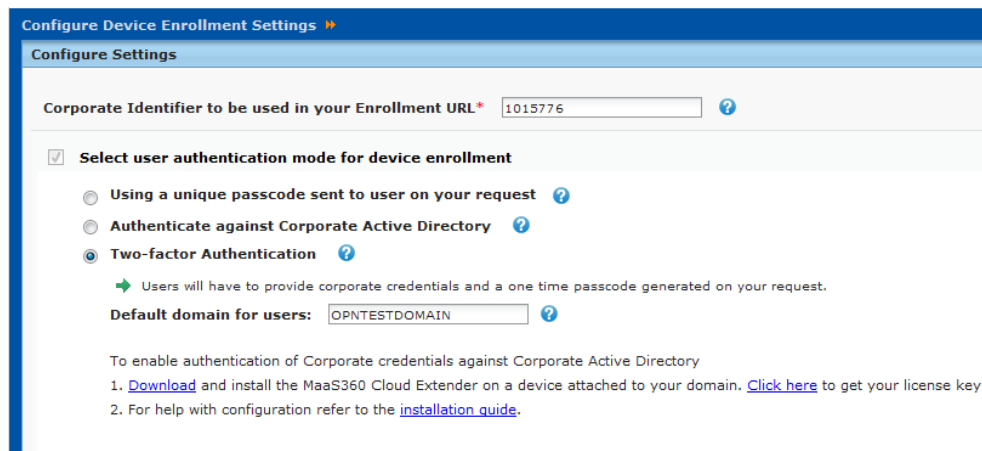 Configure Device Enrollment Settings
Configure Settings
Corporate Identifier to be used in your Enrollment URL* 1015776 ?
Select user authentication mode for device enrollment
Using a unique passcode sent to user on your request ?
Authenticate against Corporate Active Directory ?
Two-factor Authentication ?
Users will have to provide corporate credentials and a one time passcode generated on your request.
Default domain for users: OPNTESTDOMAIN ?
To enable authentication of Corporate credentials against Corporate Active Directory
1. Download and install the MaaS360 Cloud Extender on a device attached to your domain. Click here to get your license key
2. For help with configuration refer to the installation guide.